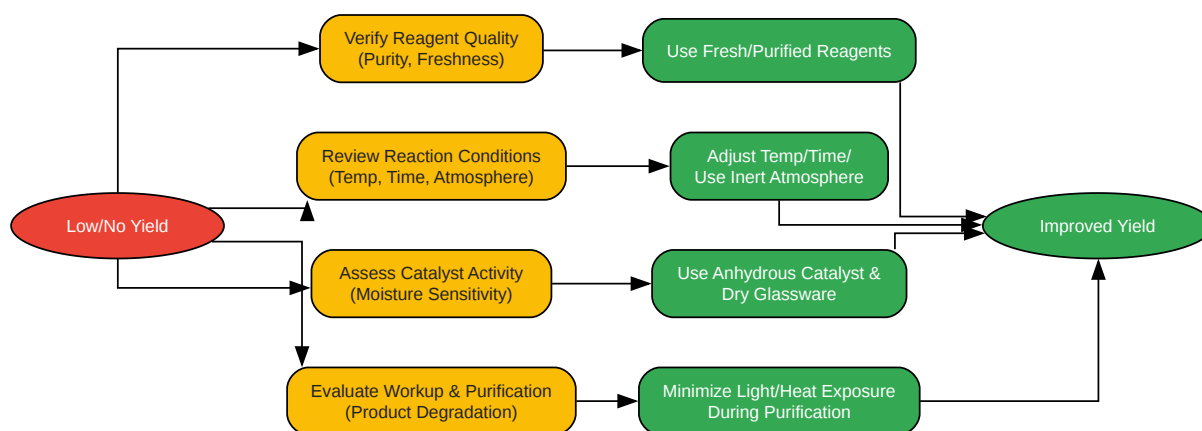 Verify Reagent Quality
(Purity, Freshness)
Use Fresh/Purified Reagents
Review Reaction Conditions
(Temp, Time, Atmosphere)
Adjust Temp/Time/
Use Inert Atmosphere
Low/No Yield
Improved Yield
Assess Catalyst Activity
(Moisture Sensitivity)
Use Anhydrous Catalyst &
Dry Glassware
Evaluate Workup & Purification
(Product Degradation)
Minimize Light/Heat Exposure
During Purification